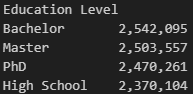 Education Level
Bachelor 2,542,095
Master 2,503,557
PhD 2,470,261
High School 2,370,104